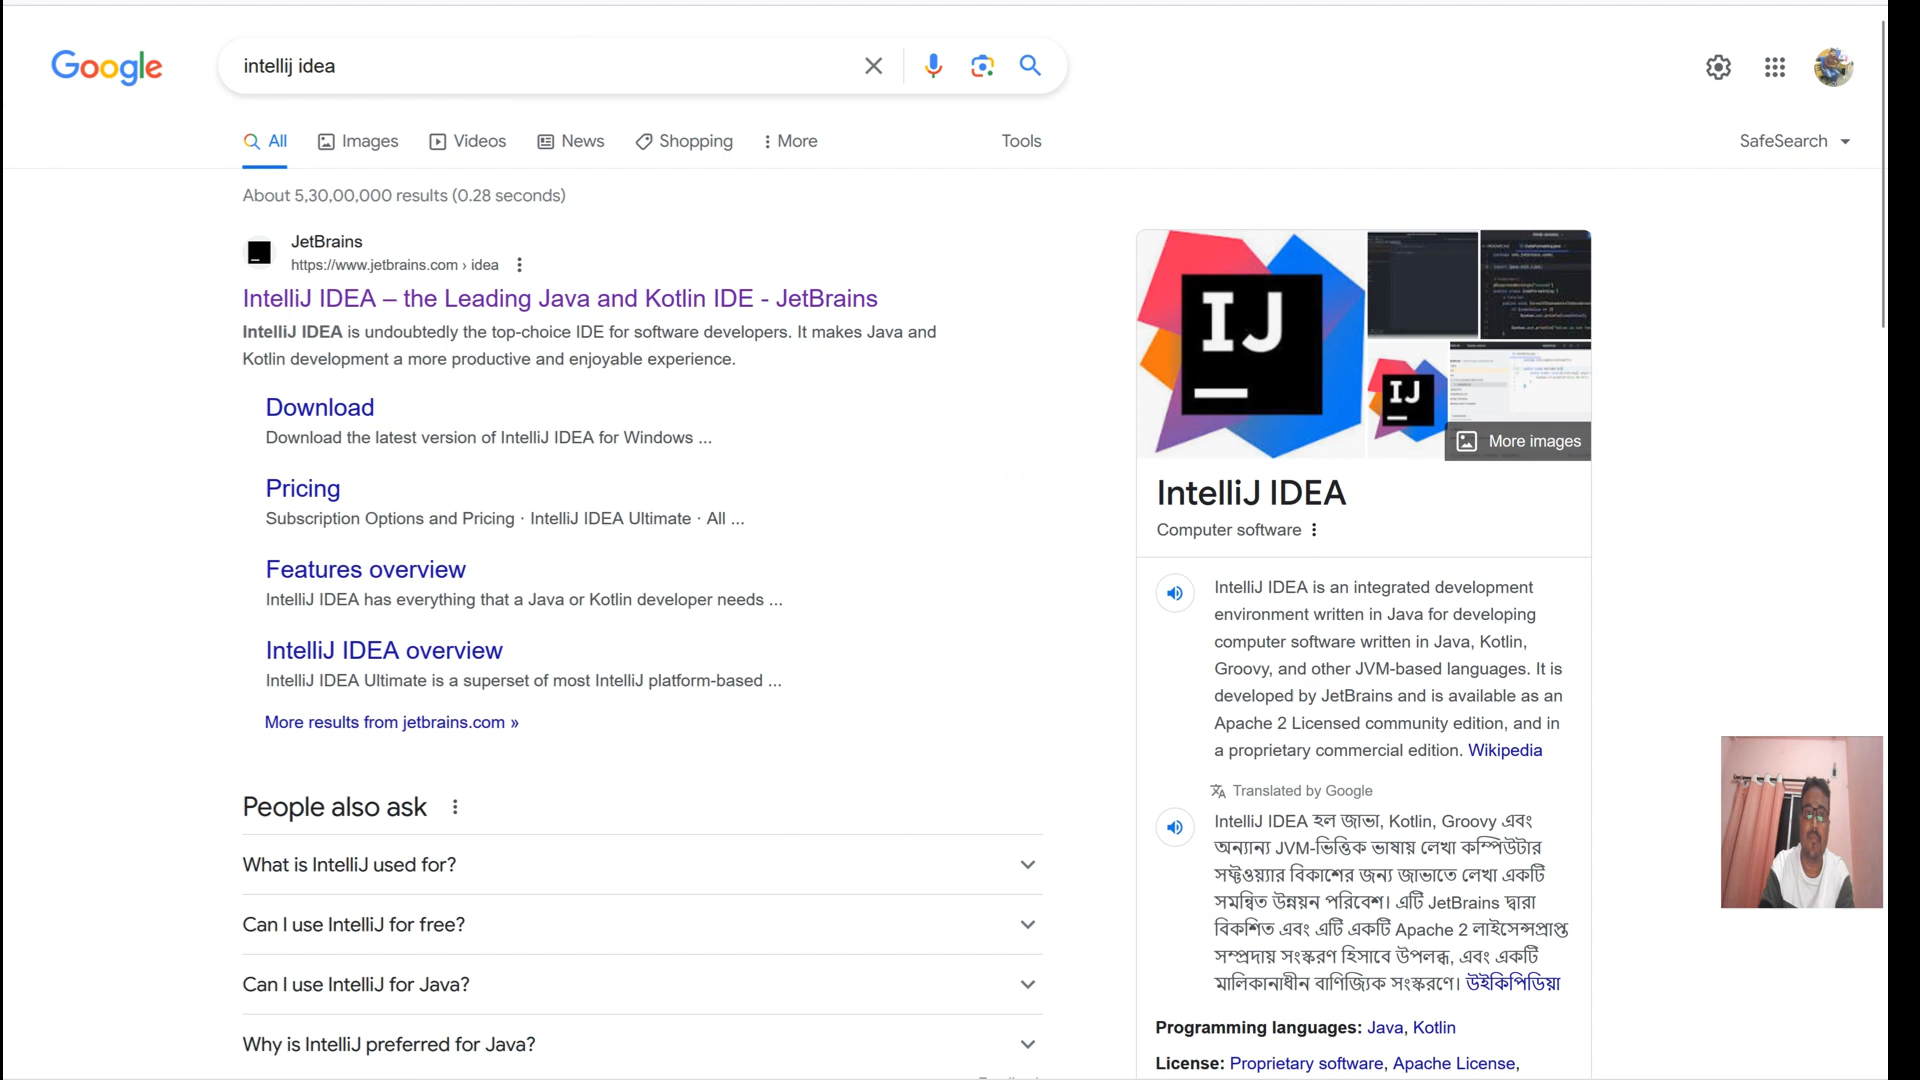 Google
intellij idea
All Images Videos News Shopping More Tools SafeSearch
About 5,30,00,000 results (0.28 seconds)
JetBrains
https://www.jetbrains.com › idea
IntelliJ IDEA – the Leading Java and Kotlin IDE - JetBrains
IntelliJ IDEA is undoubtedly the top-choice IDE for software developers. It makes Java and
Kotlin development a more productive and enjoyable experience.
Download
Download the latest version of IntelliJ IDEA for Windows ...
Pricing
Subscription Options and Pricing · IntelliJ IDEA Ultimate · All ...
Features overview
IntelliJ IDEA has everything that a Java or Kotlin developer needs ...
IntelliJ IDEA overview
IntelliJ IDEA Ultimate is a superset of most IntelliJ platform-based ...
More results from jetbrains.com »
People also ask
What is IntelliJ used for?
Can I use IntelliJ for free?
Can I use IntelliJ for Java?
Why is IntelliJ preferred for Java?
IJ
IJ
More images
IntelliJ IDEA
Computer software
IntelliJ IDEA is an integrated development
environment written in Java for developing
computer software written in Java, Kotlin,
Groovy, and other JVM-based languages. It is
developed by JetBrains and is available as an
Apache 2 Licensed community edition, and in
a proprietary commercial edition. Wikipedia
Translated by Google
IntelliJ IDEA হল জাভা, Kotlin, Groovy এবং
অন্যান্য JVM-ভিত্তিক ভাষায় লেখা কম্পিউটার
সফ্টওয়্যার বিকাশের জন্য জাভাতে লেখা একটি
সমন্বিত উন্নয়ন পরিবেশ। এটি JetBrains দ্বারা
বিকশিত এবং এটি একটি Apache 2 লাইসেন্সপ্রাপ্ত
সম্প্রদায় সংস্করণ হিসাবে উপলব্ধ, এবং একটি
মালিকানাধীন বাণিজ্যিক সংস্করণে। উইকিপিডিয়া
Programming languages: Java, Kotlin
License: Proprietary software, Apache License,